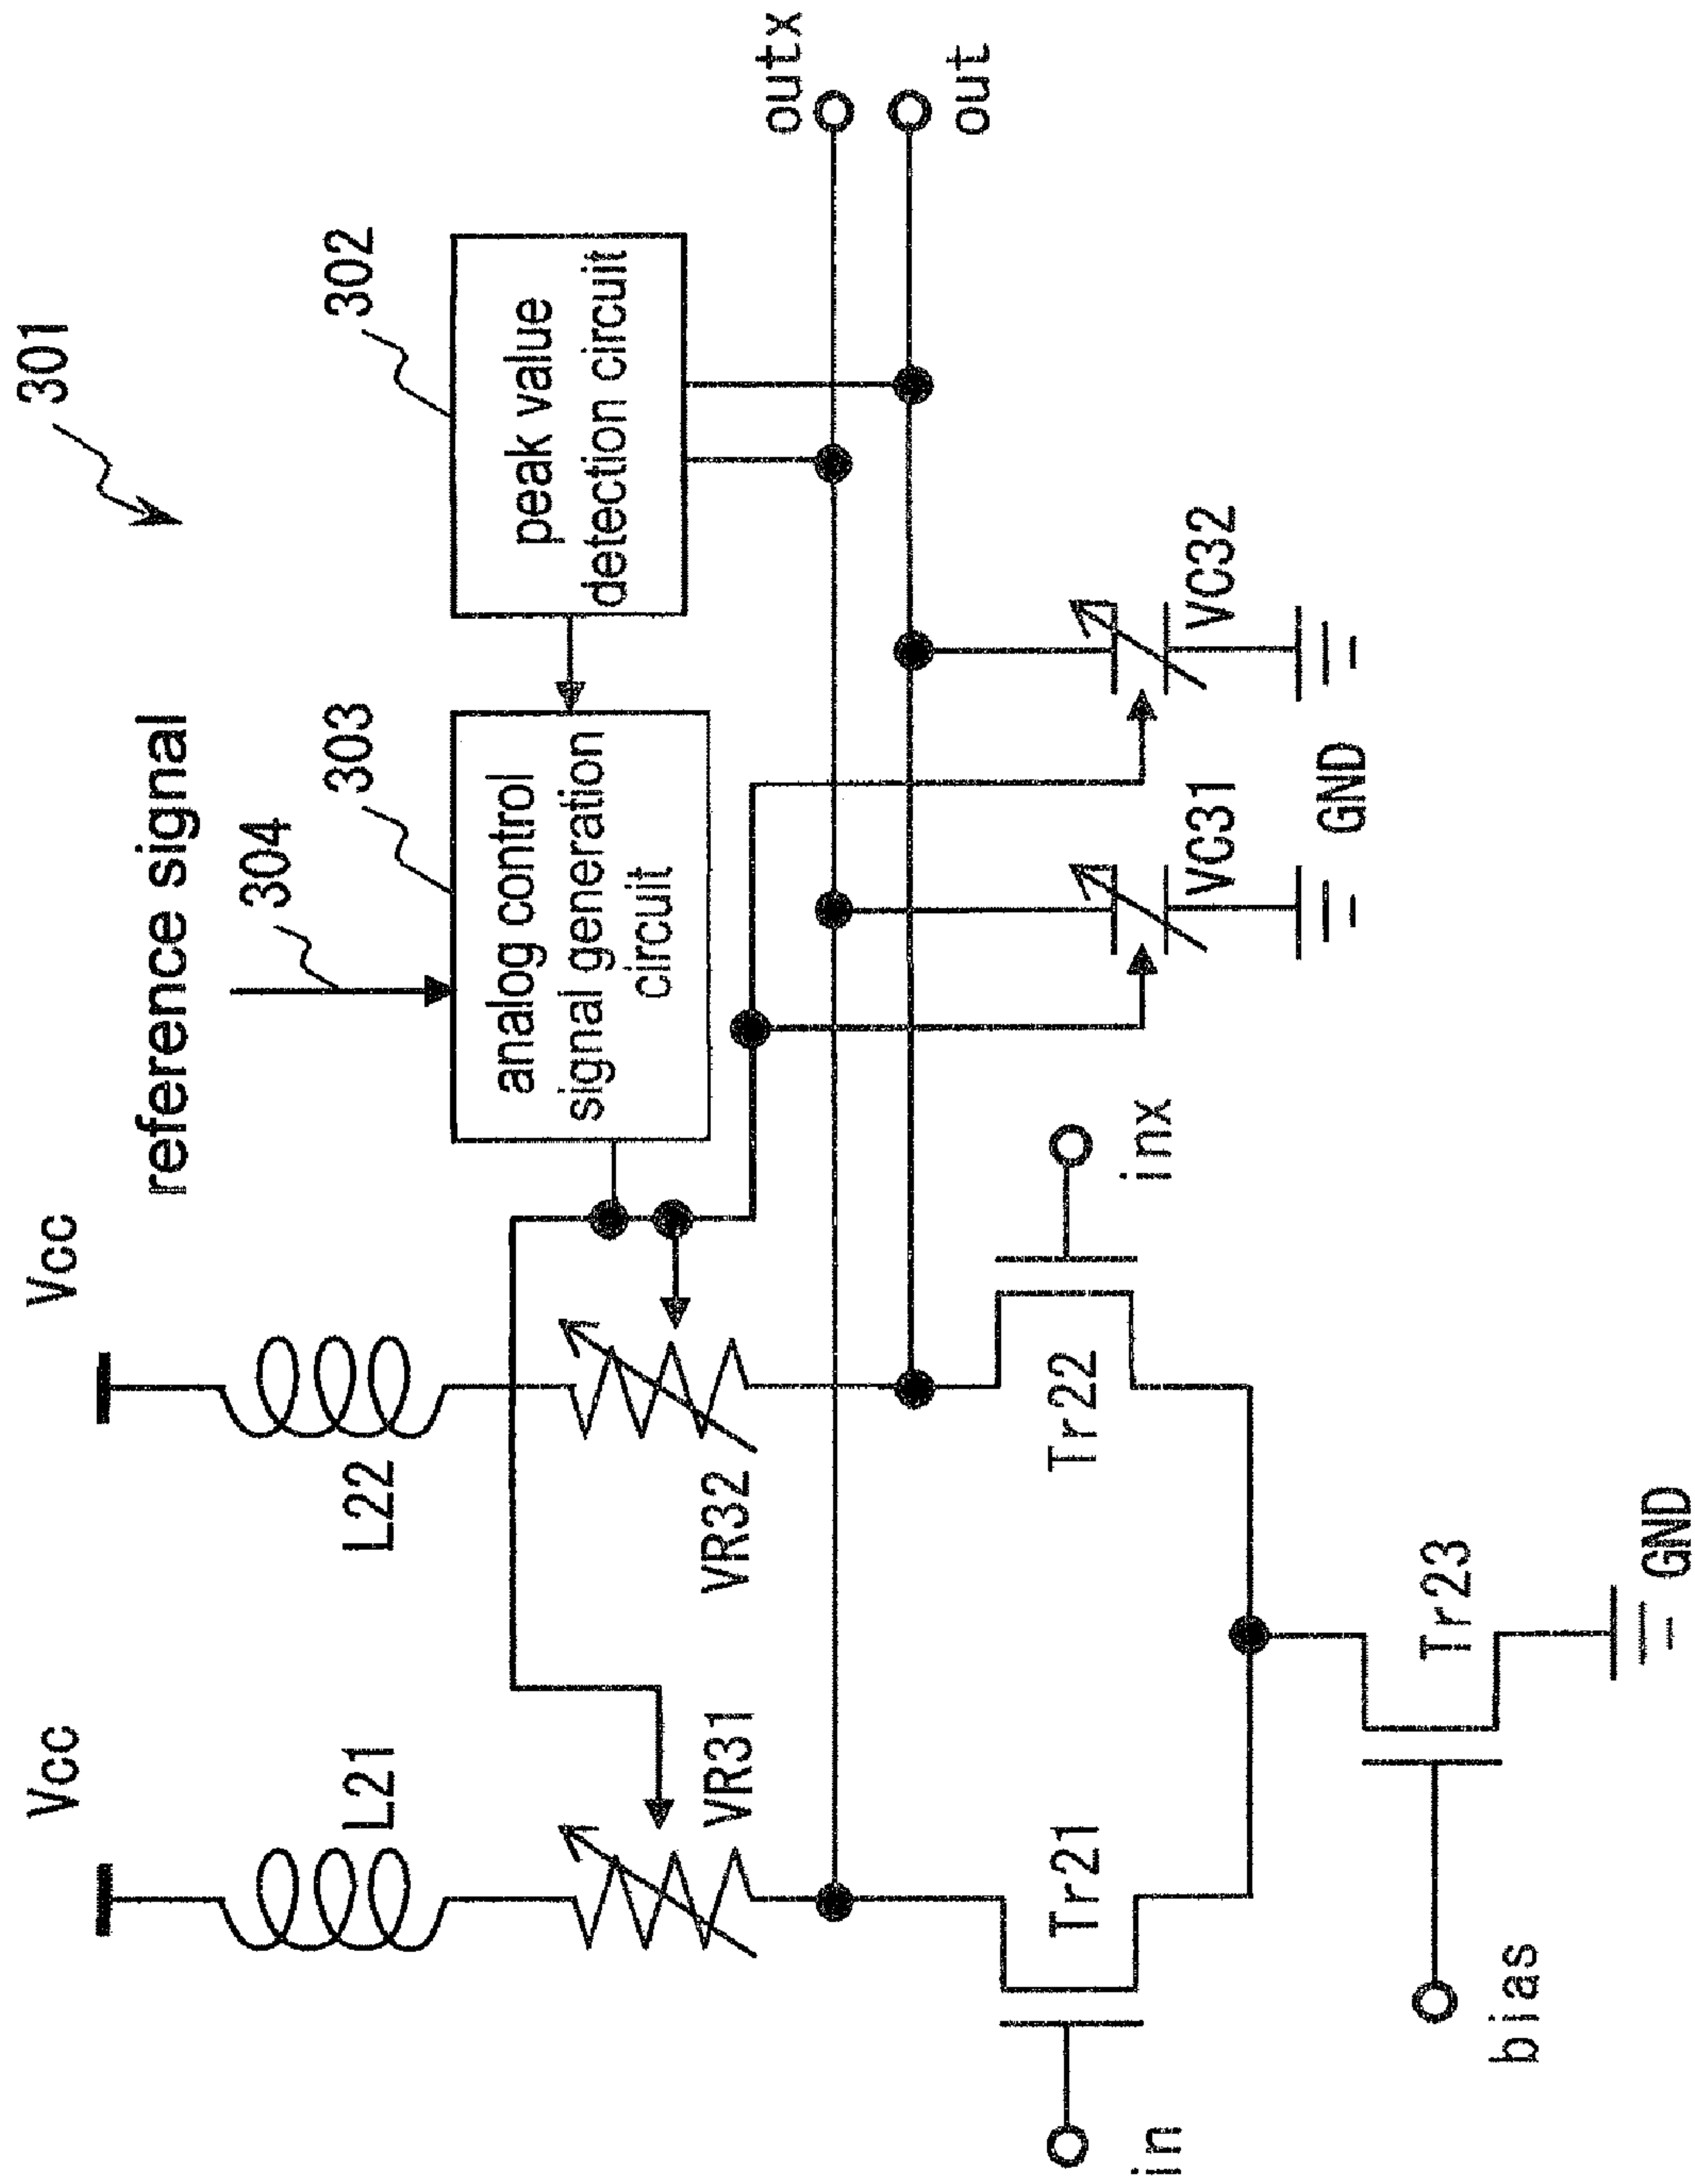 301
Vcc
Vcc
reference signal
304
303
302
L21
L22
analog control
signal generation
circuit
peak value
detection circuit
VR31
VR32
outx
out
Tr21
Tr22
in
inx
Vc31
Vc32
GND
bias
Tr23
GND